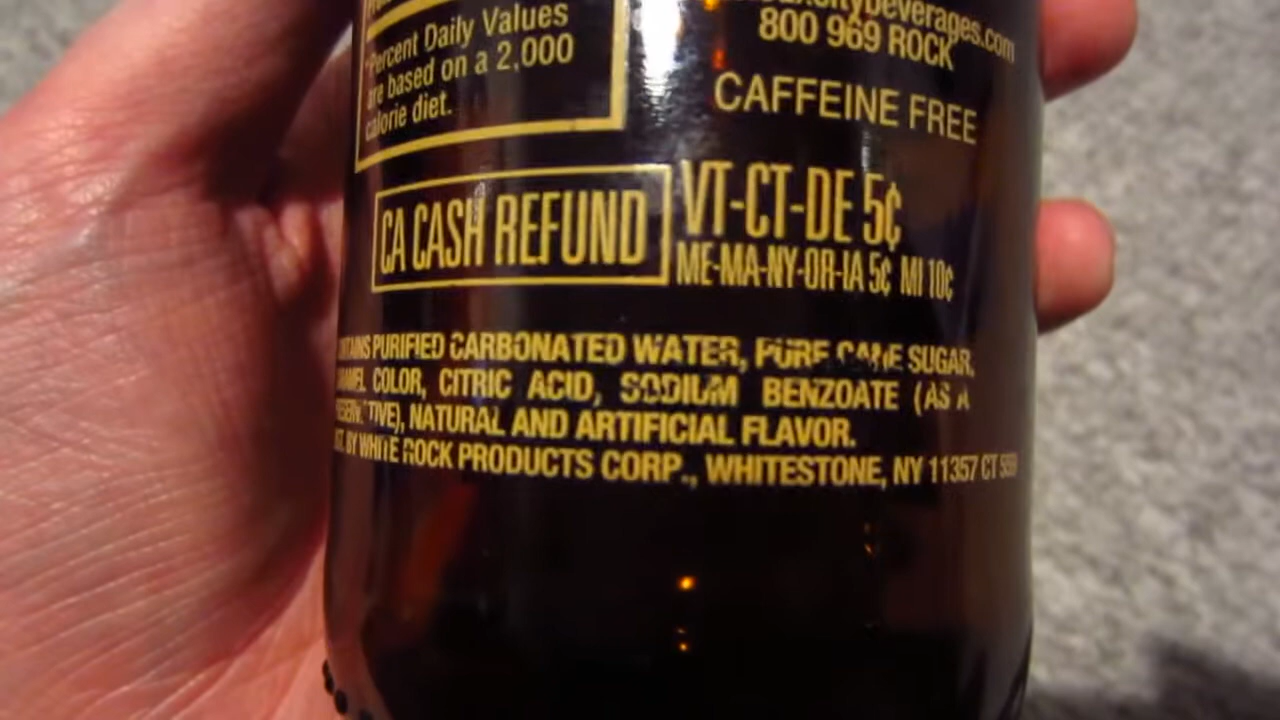 *Percent Daily Values
are based on a 2,000
calorie diet.
800 969 ROCK
CAFFEINE FREE
CA CASH REFUND
VT-CT-DE 5¢
ME-MA-NY-OR-IA 5¢ MI 10¢
PURIFIED CARBONATED WATER, PURE CANE SUGAR,
COLOR, CITRIC ACID, SODIUM BENZOATE (AS A
NATURAL AND ARTIFICIAL FLAVOR.
BY WHITE ROCK PRODUCTS CORP., WHITESTONE, NY 11357 CT